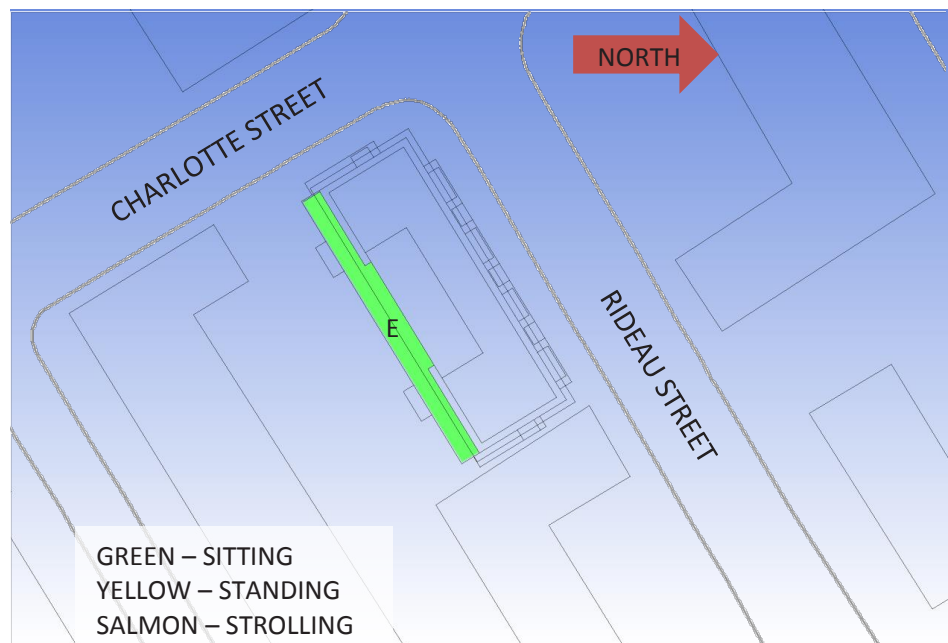 NORTH
CHARLOTTE STREET
E
RIDEAU STREET
GREEN – SITTING
YELLOW – STANDING
SALMON – STROLLING